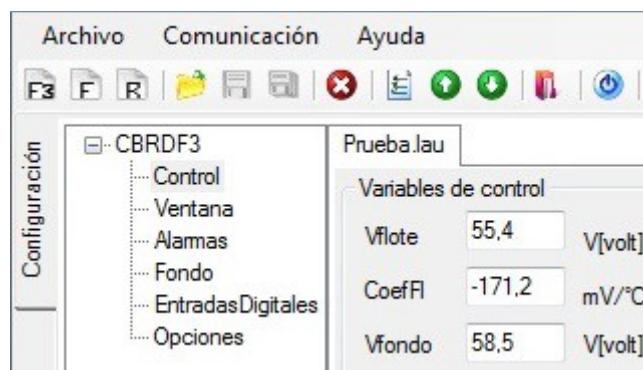 Archivo Comunicación Ayuda
F3 F R
Configuración
CBRDF3
Control
Ventana
Alarmas
Fondo
EntradasDigitales
Opciones
Prueba.lau
Variables de control
Vflote 55,4 V[volt]
CoefFl -171,2 mV/°C
Vfondo 58,5 V[volt]